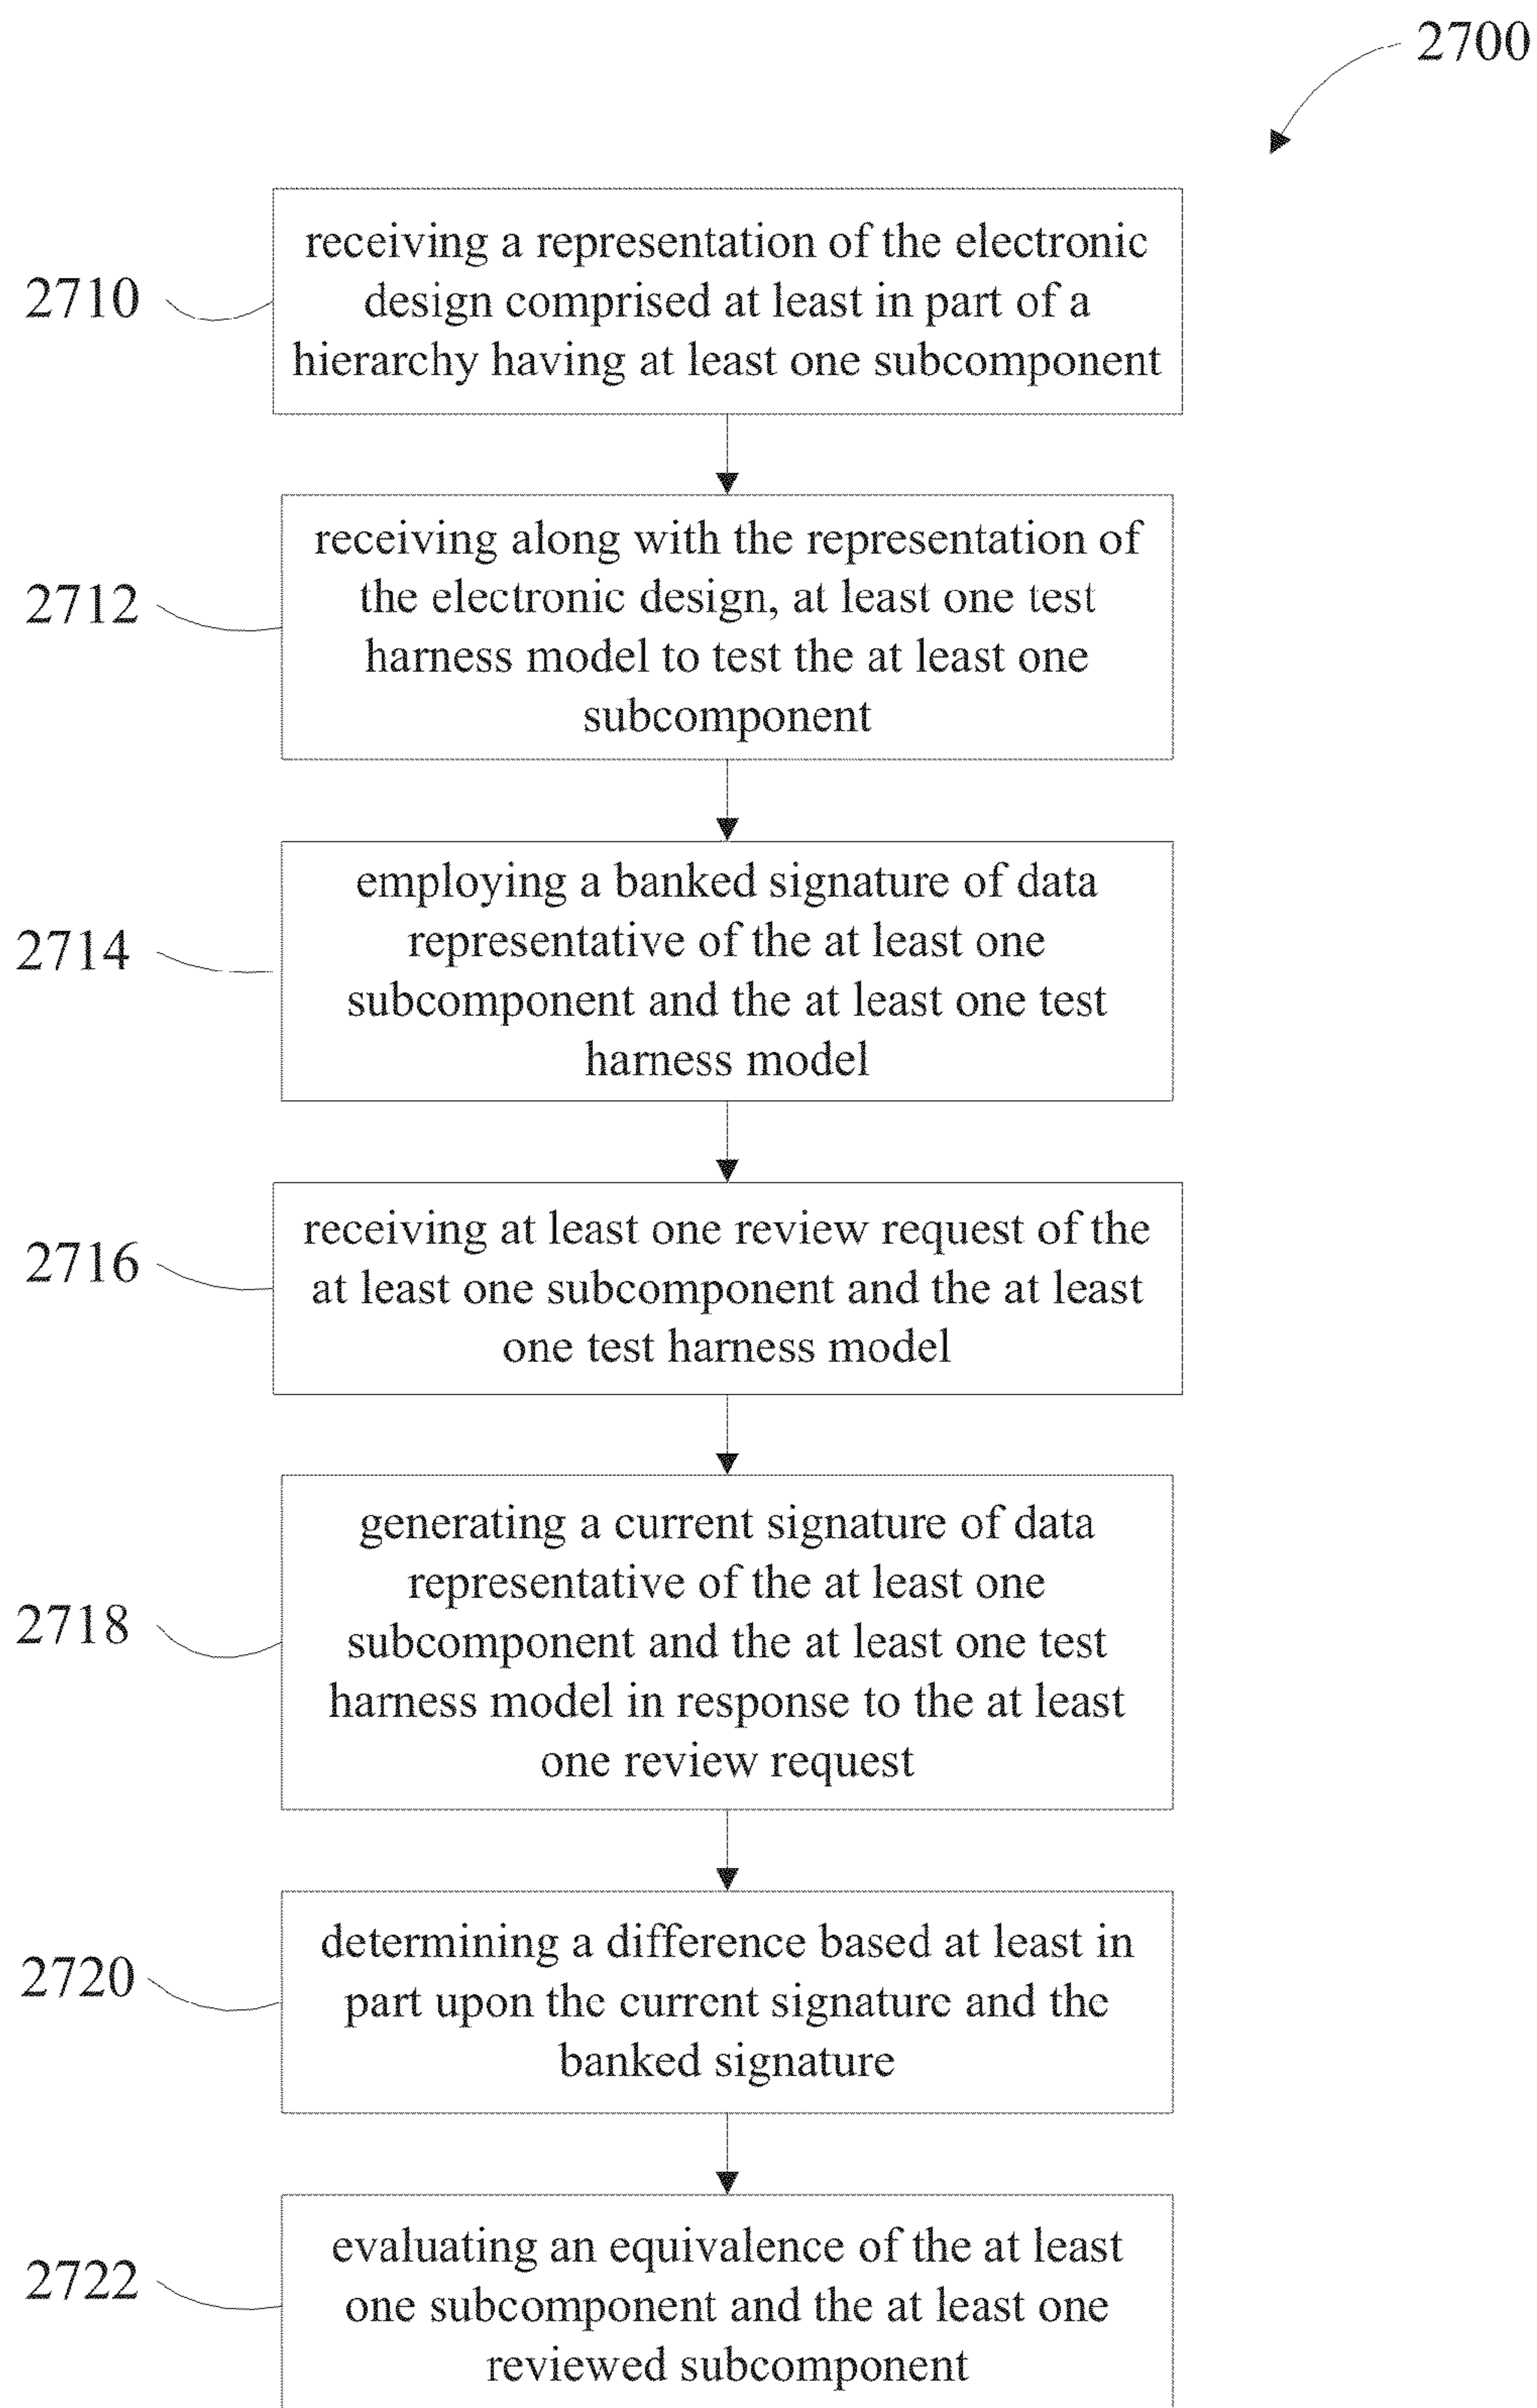 2700
2710
receiving a representation of the electronic
design comprised at least in part of a
hierarchy having at least one subcomponent
2712
receiving along with the representation of
the electronic design, at least one test
harness model to test the at least one
subcomponent
2714
employing a banked signature of data
representative of the at least one
subcomponent and the at least one test
harness model
2716
receiving at least one review request of the
at least one subcomponent and the at least
one test harness model
2718
generating a current signature of data
representative of the at least one
subcomponent and the at least one test
harness model in response to the at least
one review request
2720
determining a difference based at least in
part upon the current signature and the
banked signature
2722
evaluating an equivalence of the at least
one subcomponent and the at least one
reviewed subcomponent